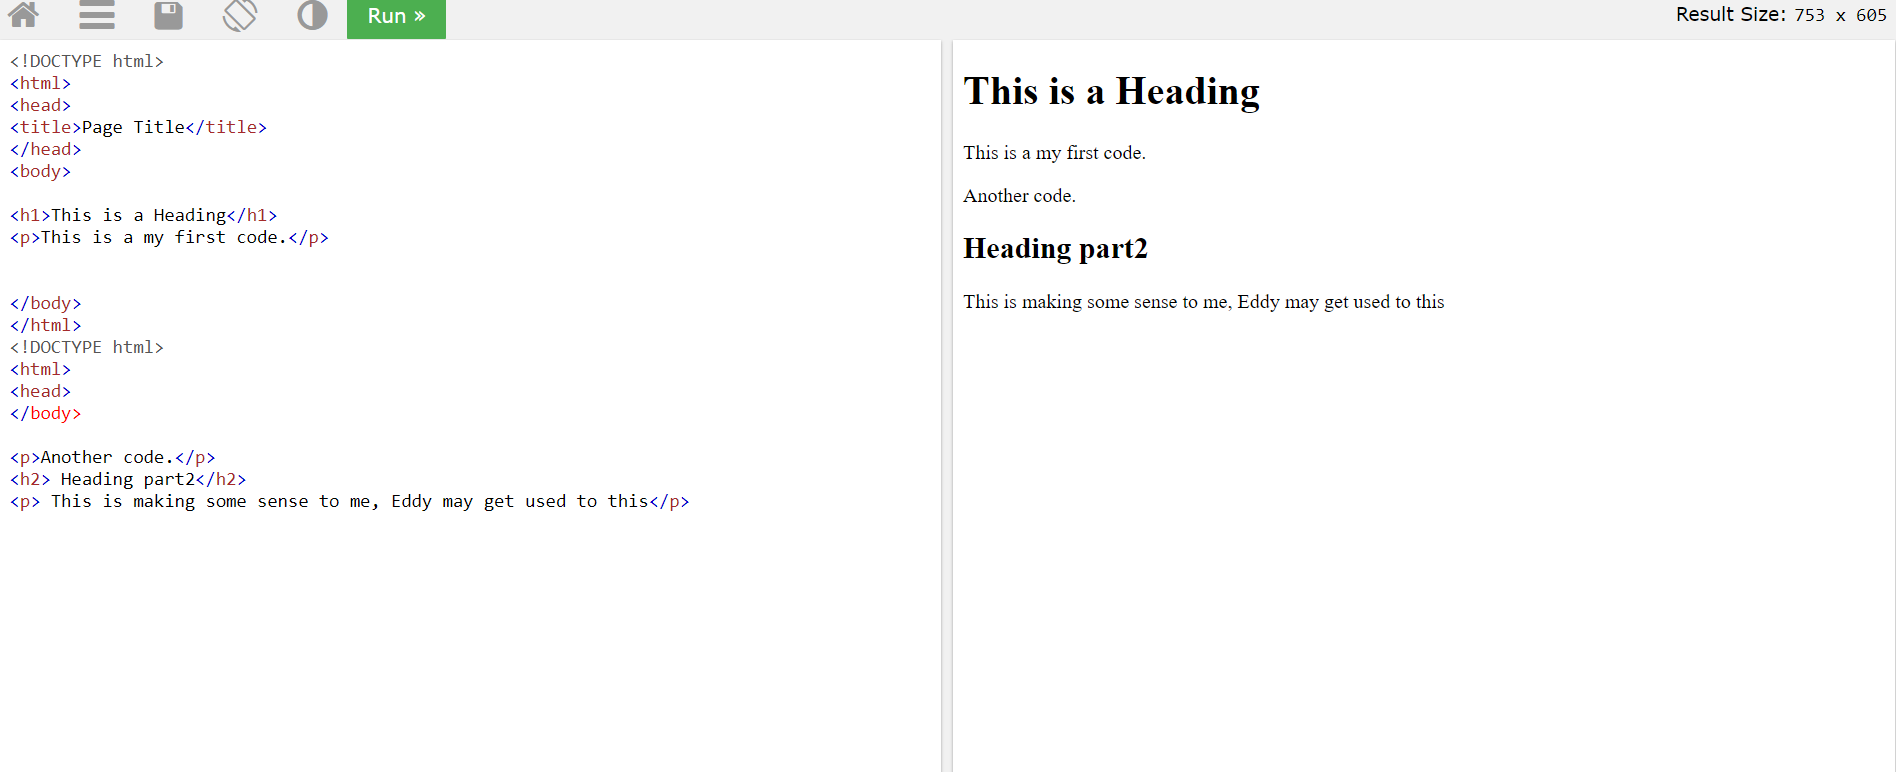 Run »
Result Size: 753 x 605
<!DOCTYPE html>
<html>
<head>
<title>Page Title</title>
</head>
<body>
<h1>This is a Heading</h1>
<p>This is a my first code.</p>
</body>
</html>
<!DOCTYPE html>
<html>
<head>
</body>
<p>Another code.</p>
<h2> Heading part2</h2>
<p> This is making some sense to me, Eddy may get used to this</p>
This is a Heading
This is a my first code.
Another code.
Heading part2
This is making some sense to me, Eddy may get used to this